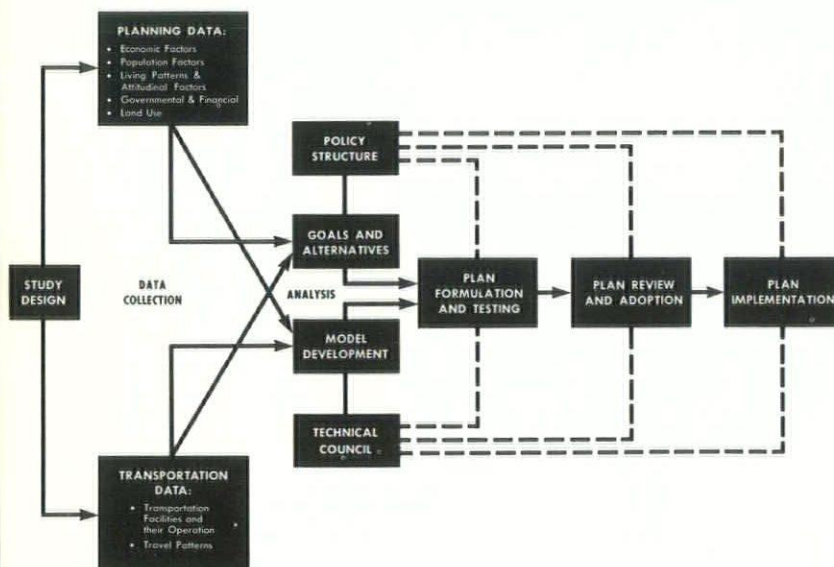 PLANNING DATA:
• Economic Factors
• Population Factors
• Living Patterns &
Attitudinal Factors
• Governmental & Financial
• Land Use
POLICY
STRUCTURE
GOALS AND
ALTERNATIVES
STUDY
DESIGN
DATA
COLLECTION
ANALYSIS
PLAN
FORMULATION
AND TESTING
PLAN REVIEW
AND ADOPTION
PLAN
IMPLEMENTATION
MODEL
DEVELOPMENT
TECHNICAL
COUNCIL
TRANSPORTATION
DATA:
• Transportation
Facilities and
their Operation
• Travel Patterns